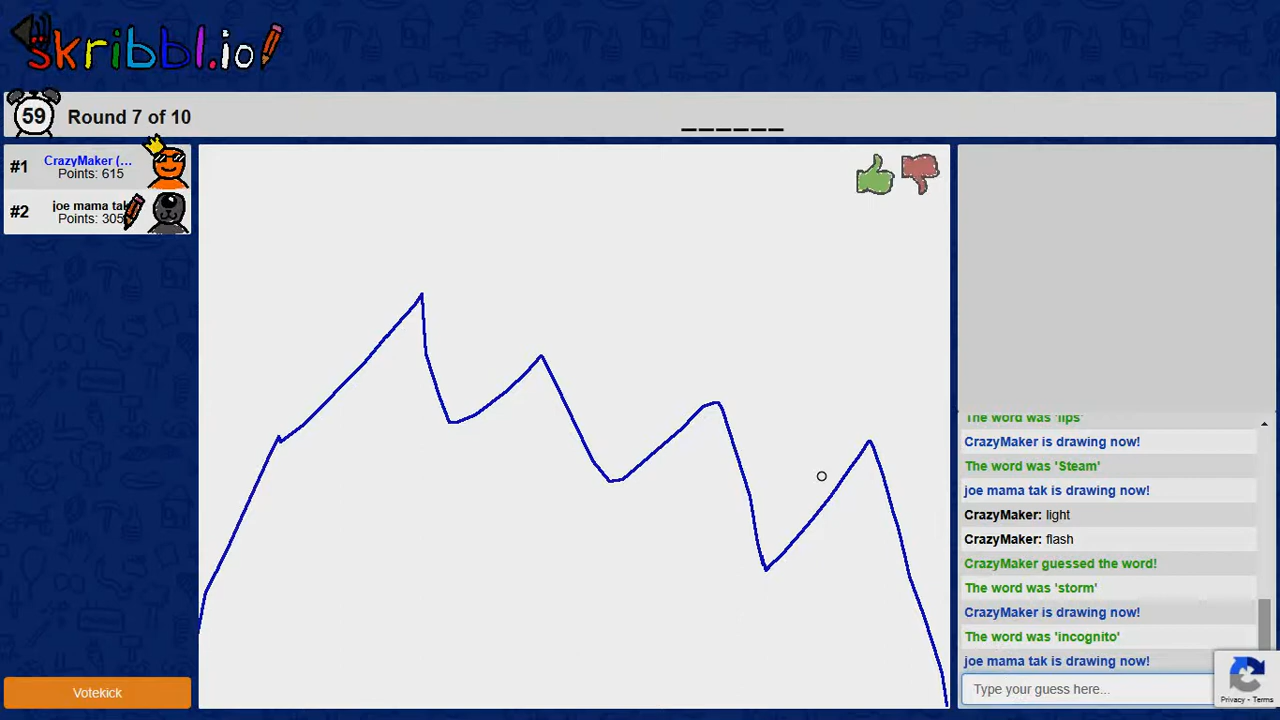 skribbl.io
59
Round 7 of 10
______
#1
CrazyMaker (...
Points: 615
#2
joe mama tak
Points: 305
The word was 'lips'
CrazyMaker is drawing now!
The word was 'Steam'
joe mama tak is drawing now!
CrazyMaker: light
CrazyMaker: flash
CrazyMaker guessed the word!
The word was 'storm'
CrazyMaker is drawing now!
The word was 'incognito'
joe mama tak is drawing now!
Type your guess here...
Votekick
Privacy - Terms